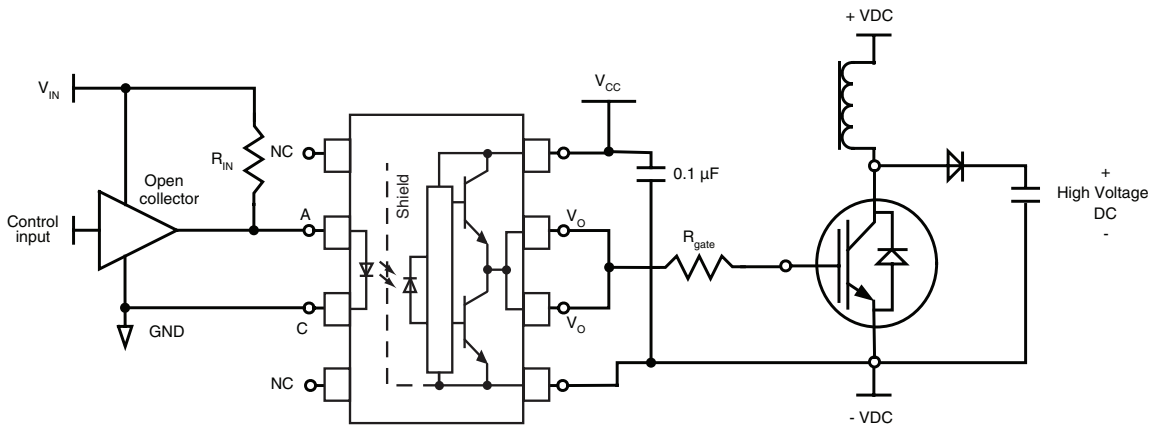 + VDC
V_IN
V_CC
NC
R_IN
Shield
0.1 µF
Open
collector
+
High Voltage
DC
-
Control
input
A
V_O
R_gate
GND
C
V_O
NC
- VDC